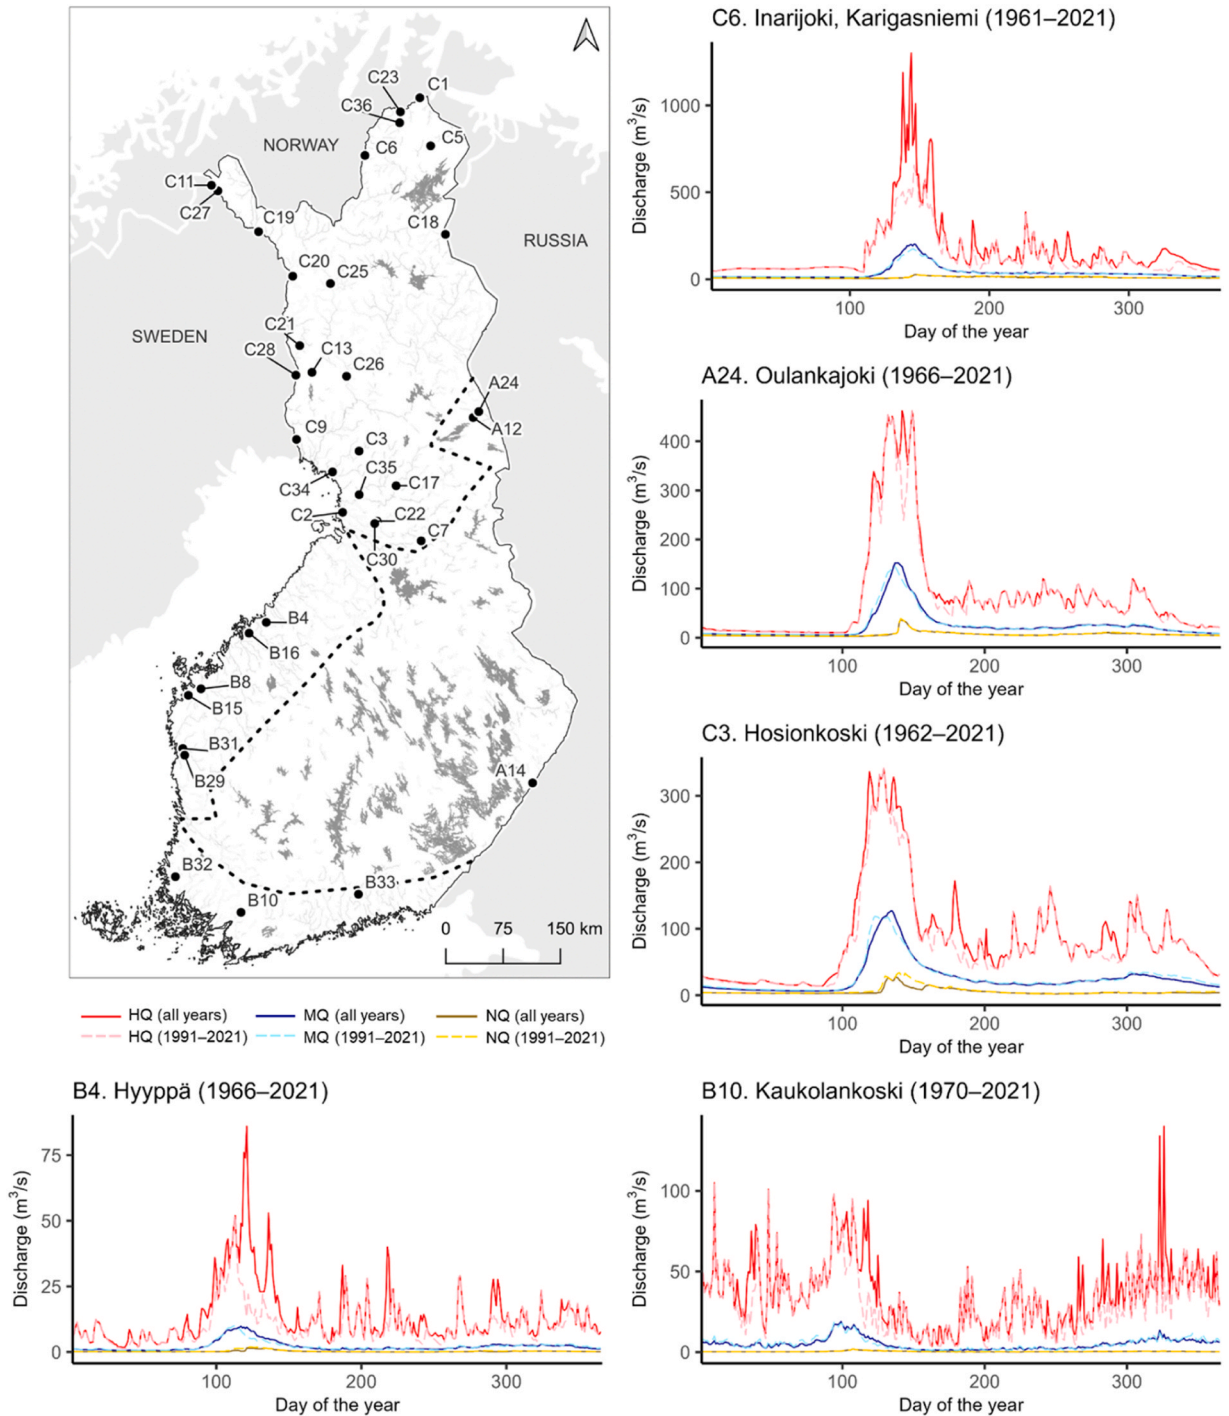 C6. Inarijoki, Karigasniemi (1961–2021)
Discharge (m³/s)
1000
500
0
100
200
300
Day of the year
C23
C1
C36
NORWAY
C5
C6
C11
C27
C19
C18
RUSSIA
C20
C25
C21
SWEDEN
C28
C13
C26
A24
A12
C9
C3
C35
C34
C17
C2
C22
C7
C30
B4
B16
B8
B15
B31
B29
A14
B32
B33
B10
0 75 150 km
A24. Oulankajoki (1966–2021)
Discharge (m³/s)
400
300
200
100
0
100
200
300
Day of the year
C3. Hosionkoski (1962–2021)
Discharge (m³/s)
300
200
100
0
100
200
300
Day of the year
HQ (all years) MQ (all years) NQ (all years)
HQ (1991–2021) MQ (1991–2021) NQ (1991–2021)
B4. Hyyppä (1966–2021)
Discharge (m³/s)
75
50
25
0
100
200
300
Day of the year
B10. Kaukolankoski (1970–2021)
Discharge (m³/s)
100
50
0
100
200
300
Day of the year